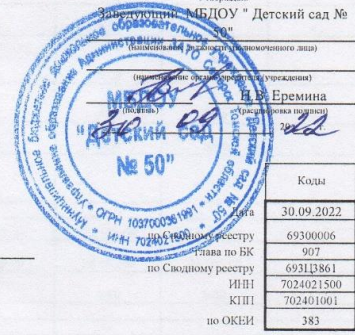 Заведующий МБДОУ " Детский сад №
50"
(наименование должности уполномоченного лица)
(наименование органа-учредителя (учреждения)
Н.В. Еремина
(подпись)
(расшифровка подписи)
30 09 2022
МБДОУ
"Детский сад
№ 50"
ОГРН 1037000361991
ИНН 7024021500
Коды
Дата 30.09.2022
по Сводному реестру 69300006
глава по БК 907
по Сводному реестру 693Ц3861
ИНН 7024021500
КПП 702401001
по ОКЕИ 383